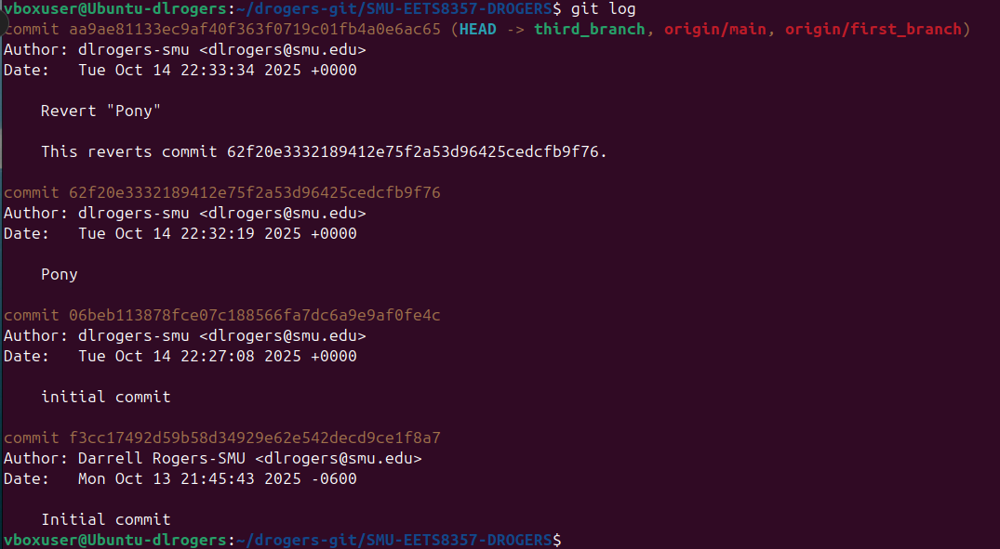 vboxuser@Ubuntu-dlrogers:~/drogers-git/SMU-EETS8357-DROGERS$ git log
commit aa9ae81133ec9af40f363f0719c01fb4a0e6ac65 (HEAD -> third_branch, origin/main, origin/first_branch)
Author: dlrogers-smu <dlrogers@smu.edu>
Date:   Tue Oct 14 22:33:34 2025 +0000
    Revert "Pony"
    This reverts commit 62f20e3332189412e75f2a53d96425cedcfb9f76.
commit 62f20e3332189412e75f2a53d96425cedcfb9f76
Author: dlrogers-smu <dlrogers@smu.edu>
Date:   Tue Oct 14 22:32:19 2025 +0000
    Pony
commit 06beb113878fce07c188566fa7dc6a9e9af0fe4c
Author: dlrogers-smu <dlrogers@smu.edu>
Date:   Tue Oct 14 22:27:08 2025 +0000
    initial commit
commit f3cc17492d59b58d34929e62e542decd9ce1f8a7
Author: Darrell Rogers-SMU <dlrogers@smu.edu>
Date:   Mon Oct 13 21:45:43 2025 -0600
    Initial commit
vboxuser@Ubuntu-dlrogers:~/drogers-git/SMU-EETS8357-DROGERS$